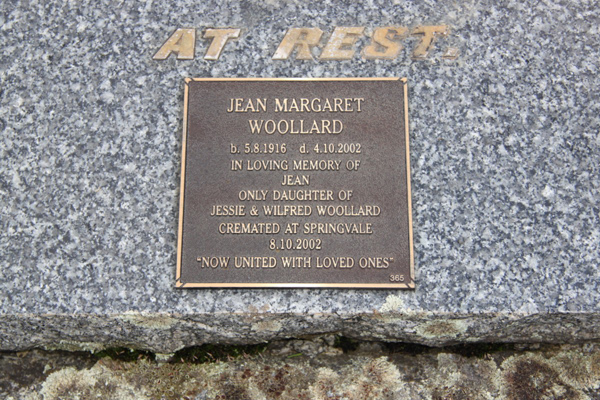 AT REST.
JEAN MARGARET
WOOLLARD
b. 5.8.1916 d. 4.10.2002
IN LOVING MEMORY OF
JEAN
ONLY DAUGHTER OF
JESSIE & WILFRED WOOLLARD
CREMATED AT SPRINGVALE
8.10.2002
"NOW UNITED WITH LOVED ONES"
365